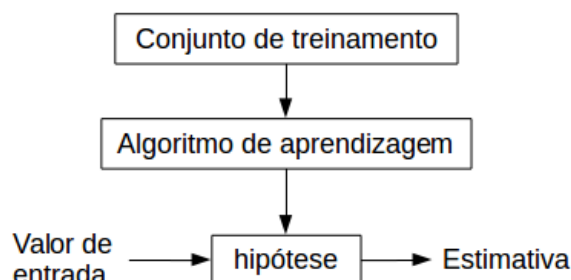 Conjunto de treinamento
Algoritmo de aprendizagem
Valor de
entrada
hipótese
Estimativa